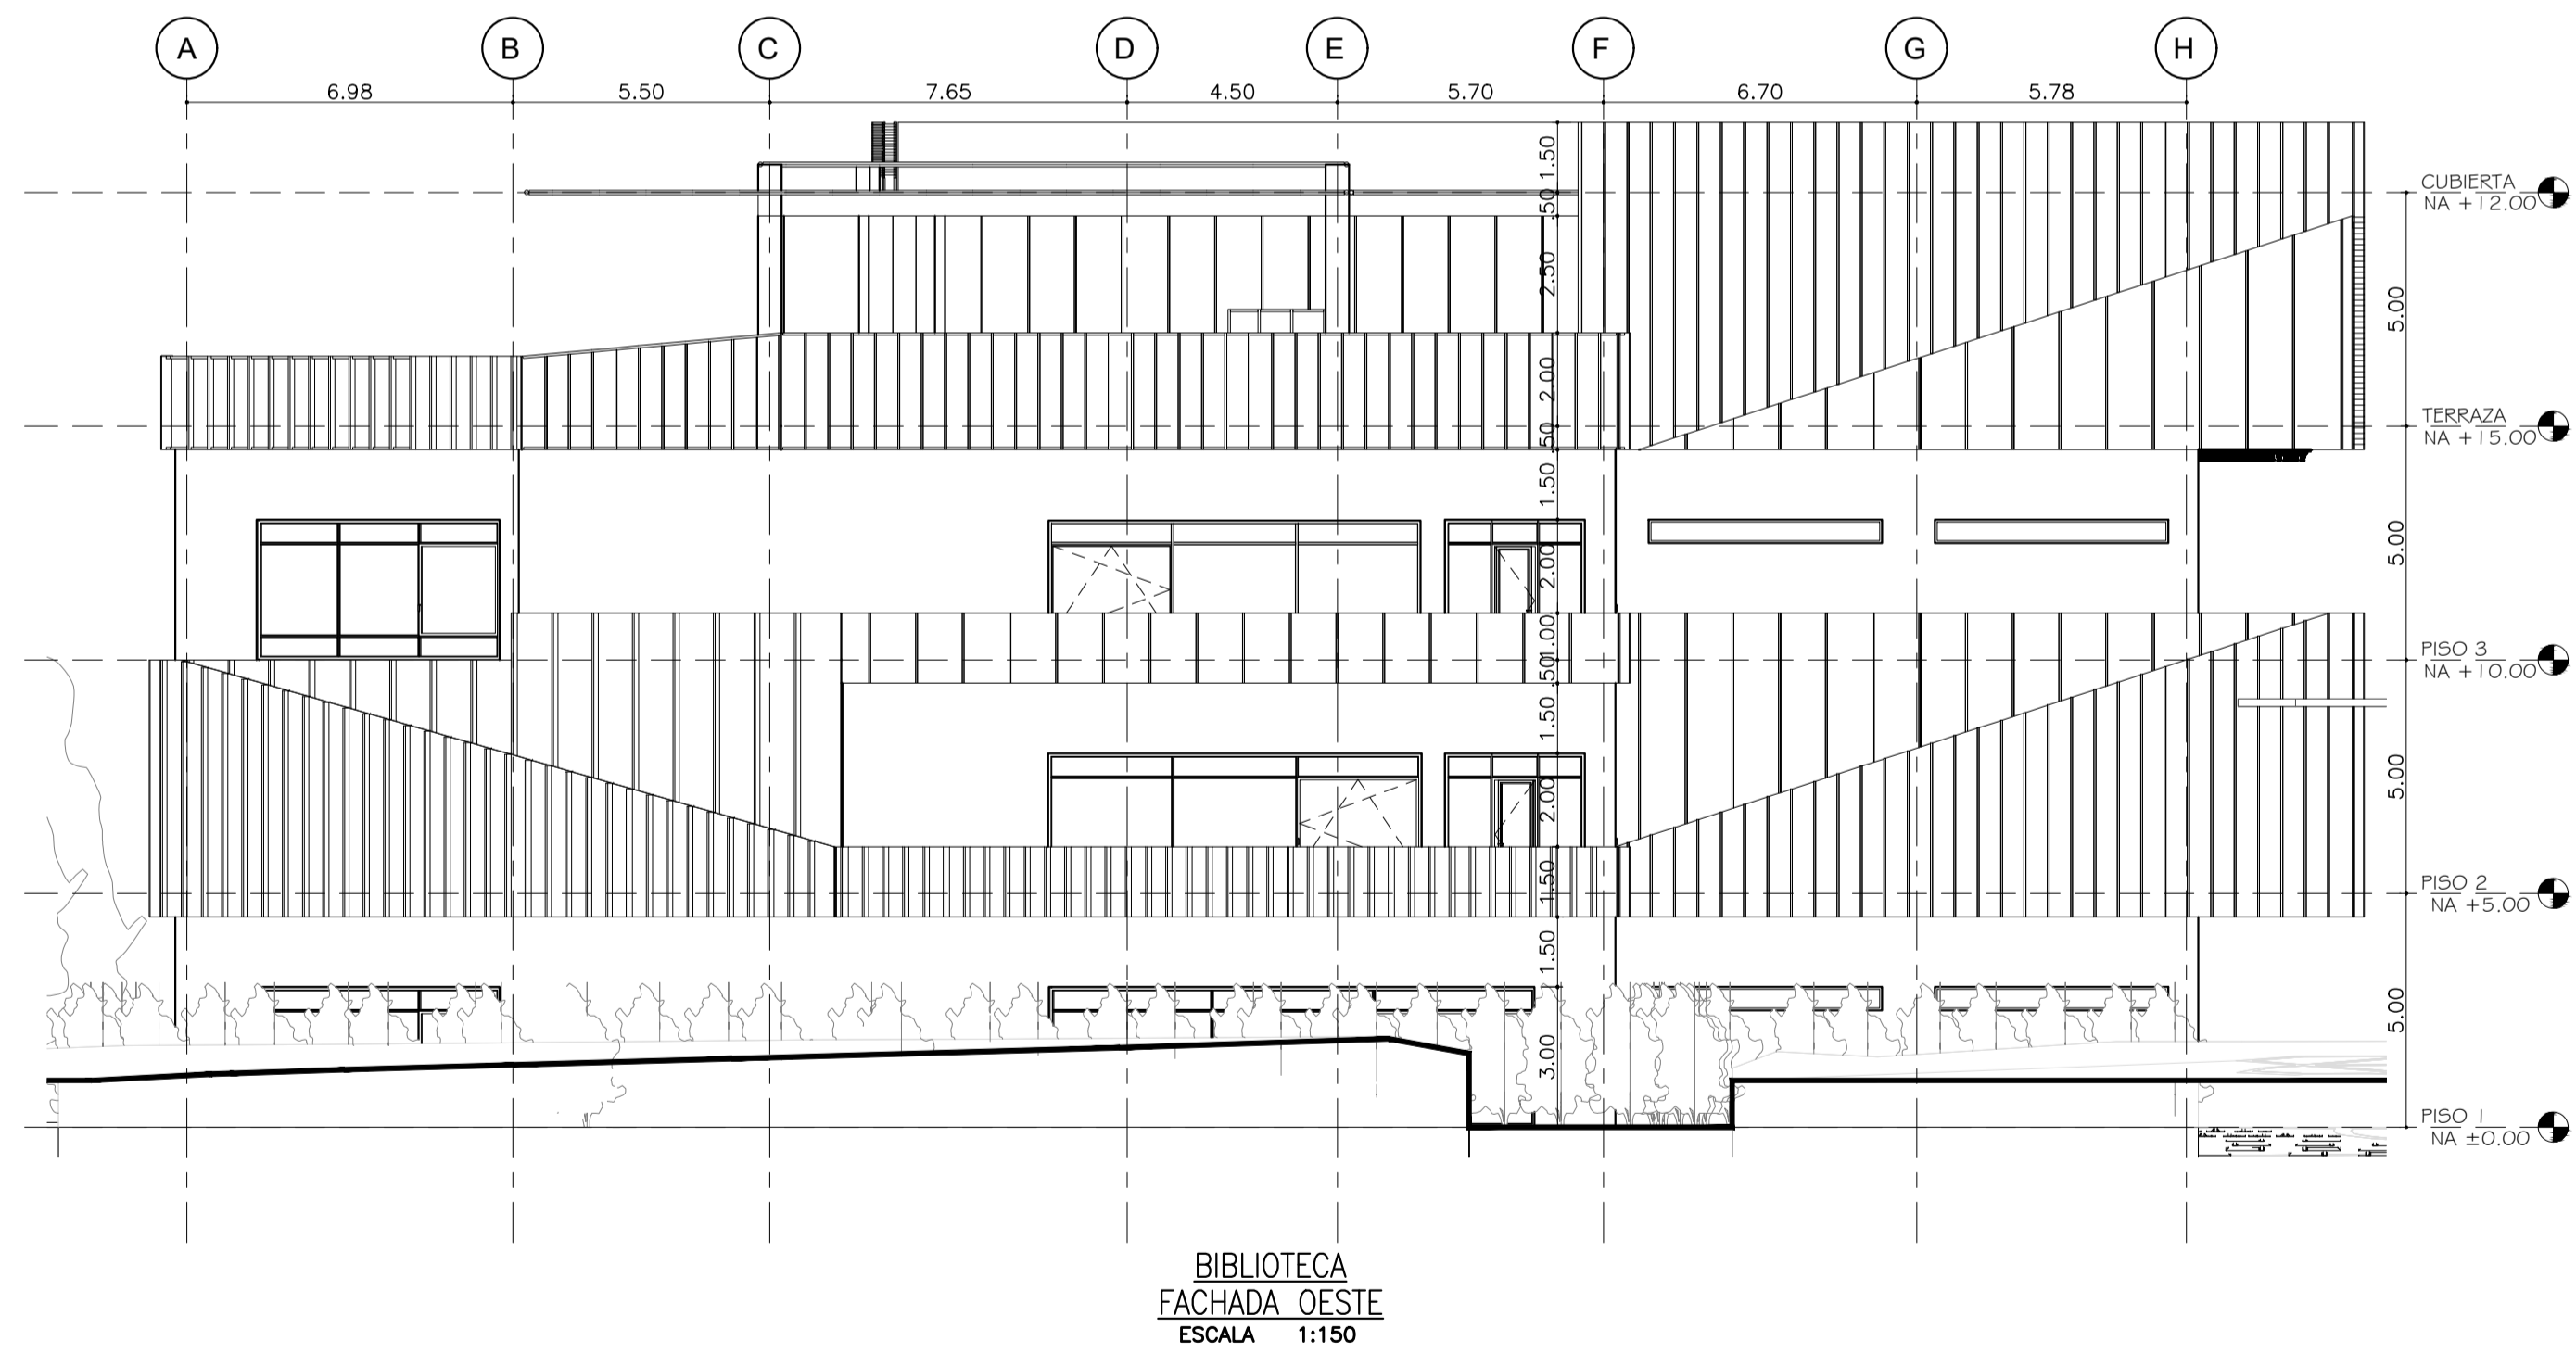 A B C D E F G H
6.98 5.50 7.65 4.50 5.70 6.70 5.78
1.50
.50
2.50
2.00
.50
1.50
2.00
1.00
.50
1.50
2.00
1.50
1.50
3.00
CUBIERTA
NA +12.00
5.00
TERRAZA
NA +15.00
5.00
PISO 3
NA +10.00
5.00
PISO 2
NA +5.00
5.00
PISO 1
NA ±0.00
BIBLIOTECA
FACHADA OESTE
ESCALA 1:150